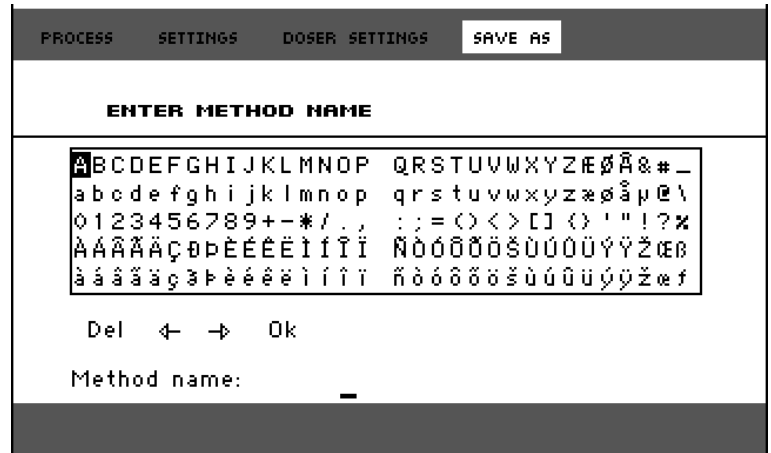 PROCESS SETTINGS DOSER SETTINGS SAVE AS
ENTER METHOD NAME
ABCDEFGHIJKLMNOP QRSTUVWXYZÆØÅ&#_
abcdefghijklmnop qrstuvwxyzæøåµ@\
0123456789+-*/., :;=()<>[]{}'"!?%
ÀÁÂÃÄÇÐÞÈÉÊËÌÍÎÏ ÑÒÓÔÕÖŠÙÚÛÜÝŸŽŒß
àáâãäçðþèéêëìíîï ñòóôõöšùúûüýÿžœƒ
Del ← → Ok
Method name: _